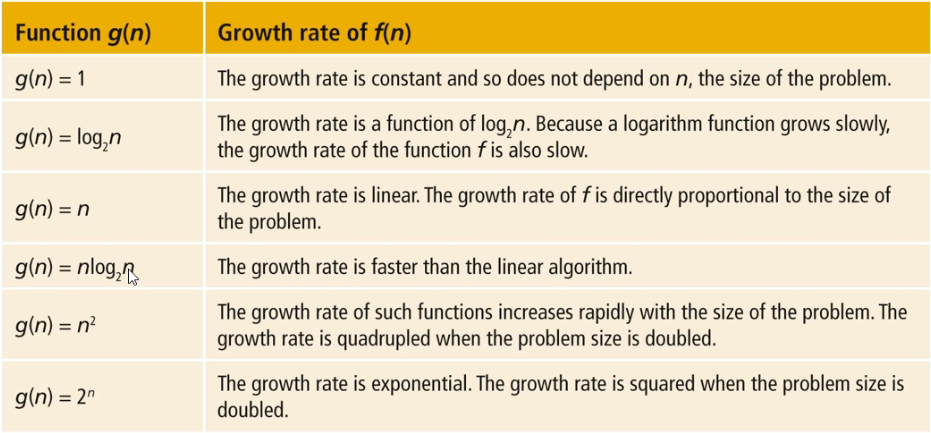 Function g(n)
Growth rate of f(n)
g(n) = 1
The growth rate is constant and so does not depend on n, the size of the problem.
g(n) = log₂n
The growth rate is a function of log₂n. Because a logarithm function grows slowly,
the growth rate of the function f is also slow.
g(n) = n
The growth rate is linear. The growth rate of f is directly proportional to the size of
the problem.
g(n) = nlog₂n
The growth rate is faster than the linear algorithm.
g(n) = n²
The growth rate of such functions increases rapidly with the size of the problem. The
growth rate is quadrupled when the problem size is doubled.
g(n) = 2ⁿ
The growth rate is exponential. The growth rate is squared when the problem size is
doubled.